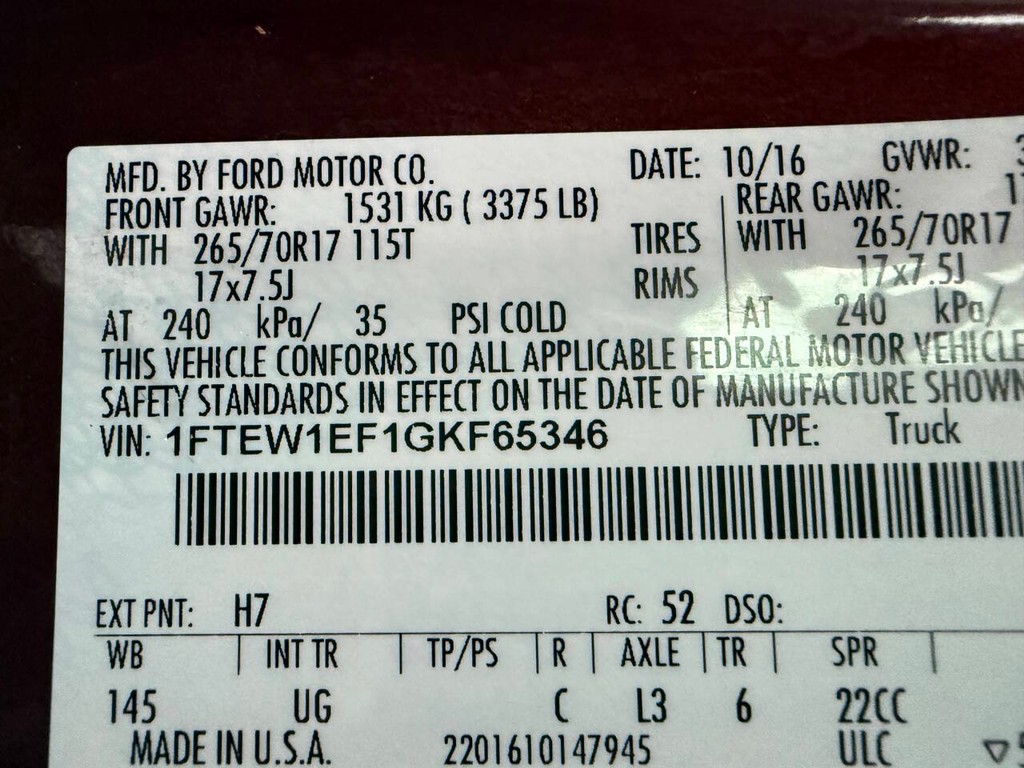 MFD. BY FORD MOTOR CO. DATE: 10/16 GVWR:
FRONT GAWR: 1531 KG ( 3375 LB) REAR GAWR:
WITH 265/70R17 115T TIRES WITH 265/70R17
17x7.5J RIMS 17x7.5J
AT 240 kPa/ 35 PSI COLD AT 240 kPa/
THIS VEHICLE CONFORMS TO ALL APPLICABLE FEDERAL MOTOR VEHICLE
SAFETY STANDARDS IN EFFECT ON THE DATE OF MANUFACTURE SHOWN
VIN: 1FTEW1EF1GKF65346 TYPE: Truck
EXT PNT: H7 RC: 52 DSO:
WB INT TR TP/PS R AXLE TR SPR
145 UG C L3 6 22CC
MADE IN U.S.A. 2201610147945 ULC